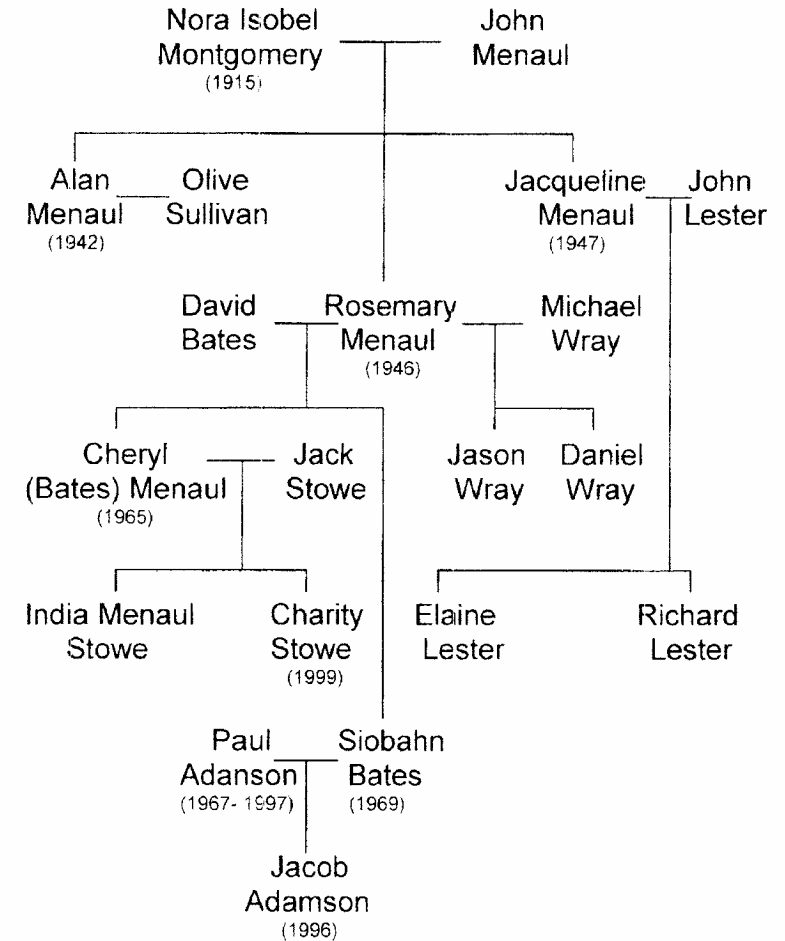 Nora Isobel
Montgomery
(1915)
John
Menaul
Alan
Menaul
(1942)
Olive
Sullivan
Jacqueline
Menaul
(1947)
John
Lester
David
Bates
Rosemary
Menaul
(1946)
Michael
Wray
Cheryl
(Bates) Menaul
(1965)
Jack
Stowe
Jason
Wray
Daniel
Wray
India Menaul
Stowe
Charity
Stowe
(1999)
Elaine
Lester
Richard
Lester
Paul
Adanson
(1967- 1997)
Siobahn
Bates
(1969)
Jacob
Adamson
(1996)